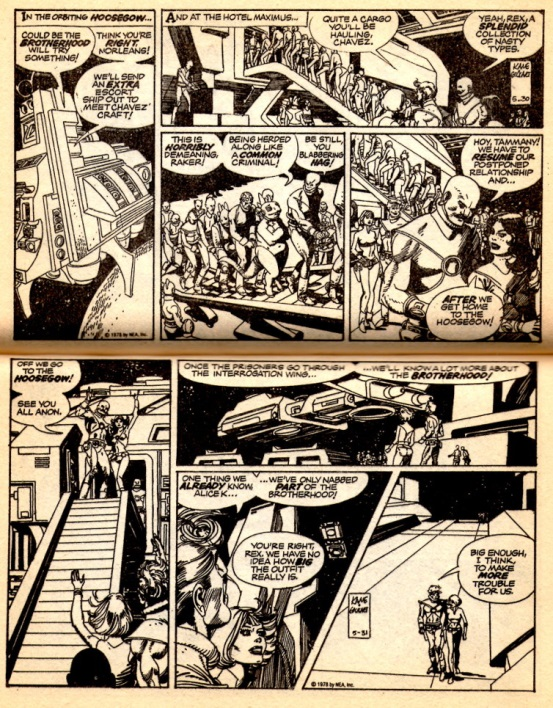 IN THE ORBITING HOOSEGOW...
COULD BE THE
BROTHERHOOD
WILL TRY
SOMETHING!
THINK YOU'RE
RIGHT,
NORLEANS!
WE'LL SEND
AN EXTRA
ESCORT
SHIP OUT TO
MEET CHAVEZ'
CRAFT!
© 1978 by NEA, Inc.
AND AT THE HOTEL MAXIMUS...
QUITE A CARGO
YOU'LL BE
HAULING,
CHAVEZ.
YEAH, REX, A
SPLENDID
COLLECTION
OF NASTY
TYPES.
KANE
GOULART
5-30
THIS IS
HORRIBLY
DEMEANING,
RAKER!
BEING HERDED
ALONG LIKE
A COMMON
CRIMINAL!
BE STILL,
YOU
BLABBERING
HAG!
HOY, TAMMANY!
WE HAVE TO
RESUME OUR
POSTPONED
RELATIONSHIP
AND...
AFTER WE
GET HOME
TO THE
HOOSEGOW!
OFF WE GO
TO THE
HOOSEGOW!
SEE YOU
ALL ANON.
ONCE THE PRISONERS GO THROUGH
THE INTERROGATION WING...
...WE'LL KNOW A LOT MORE ABOUT
THE BROTHERHOOD!
ONE THING WE
ALREADY KNOW,
ALICE K...
...WE'VE ONLY NABBED
PART OF THE
BROTHERHOOD!
YOU'RE RIGHT,
REX. WE HAVE NO
IDEA HOW BIG
THE OUTFIT
REALLY IS.
BIG ENOUGH,
I THINK,
TO MAKE
MORE
TROUBLE
FOR US.
KANE
GOULART
5-31
© 1978 by NEA, Inc.